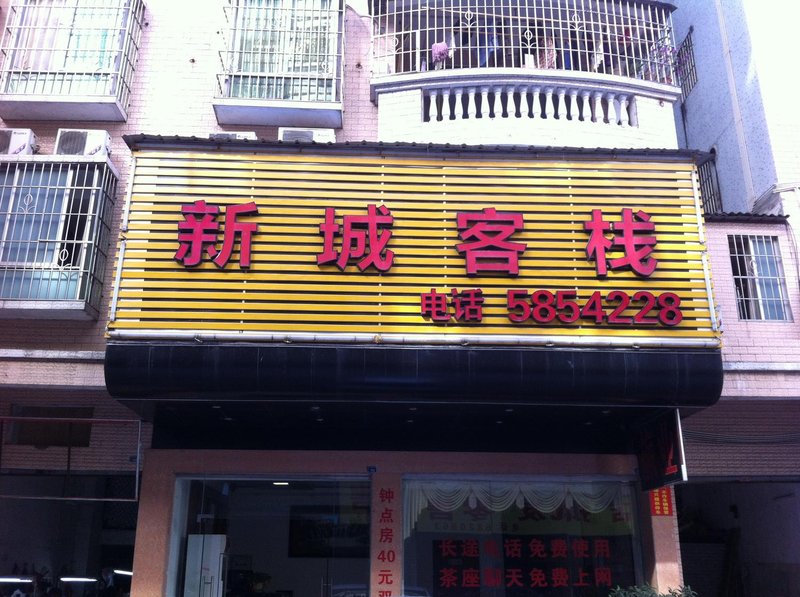 新城客栈
电话 5854228
钟点房40元
长途电话免费使用
茶座聊天免费上网